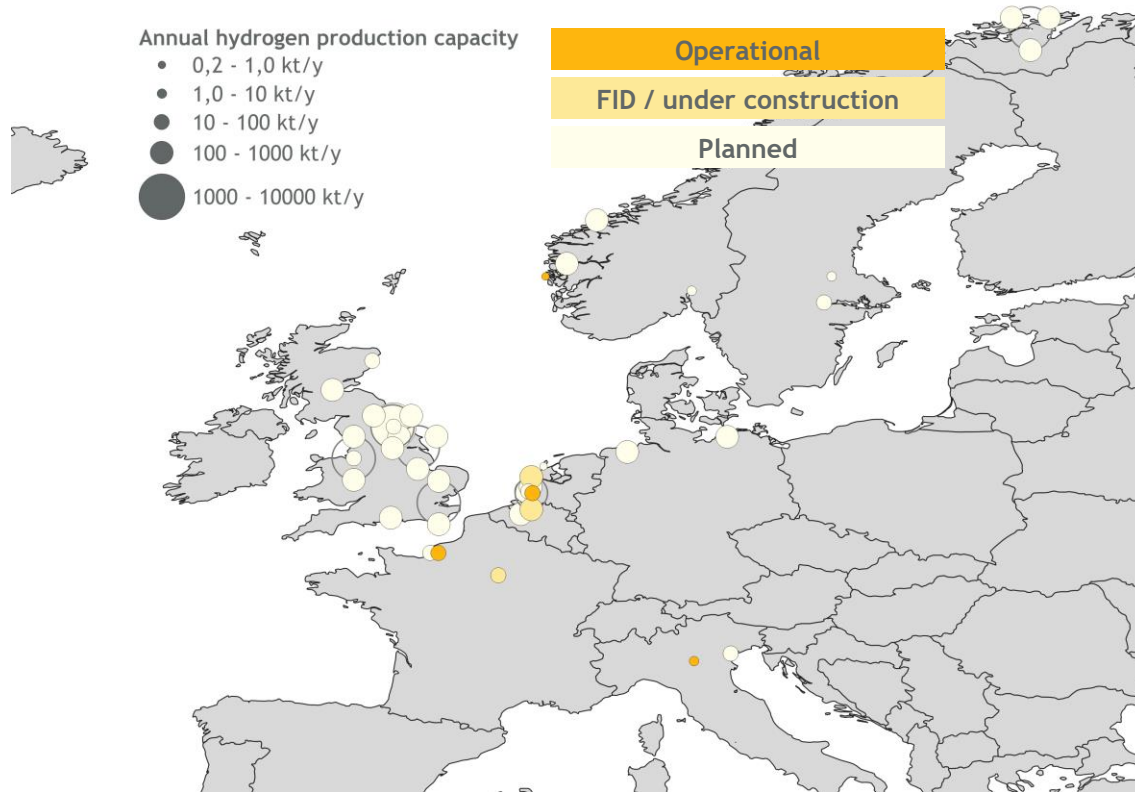 Annual hydrogen production capacity
0,2 - 1,0 kt/y
1,0 - 10 kt/y
10 - 100 kt/y
100 - 1000 kt/y
1000 - 10000 kt/y
Operational
FID / under construction
Planned